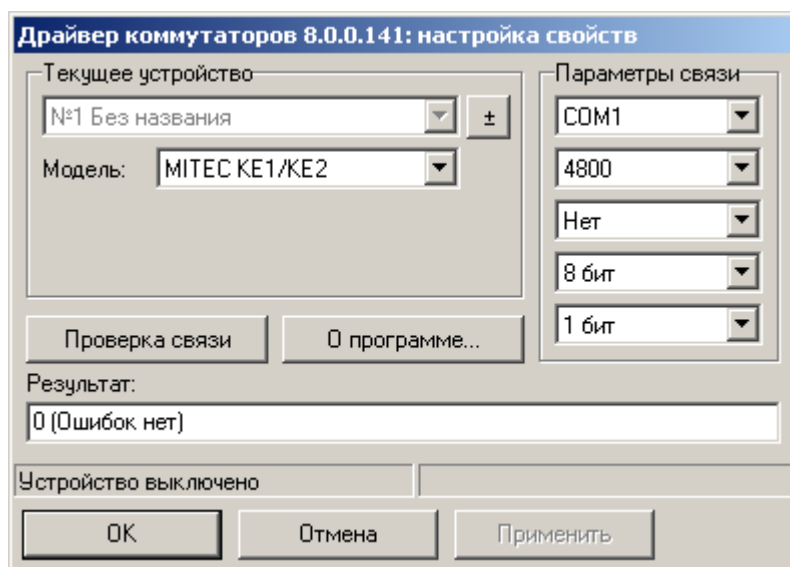 Драйвер коммутаторов 8.0.0.141: настройка свойств
Текущее устройство
№1 Без названия
±
Модель:
MITEC KE1/KE2
Параметры связи
COM1
4800
Нет
8 бит
1 бит
Проверка связи
О программе...
Результат:
0 (Ошибок нет)
Устройство выключено
OK
Отмена
Применить